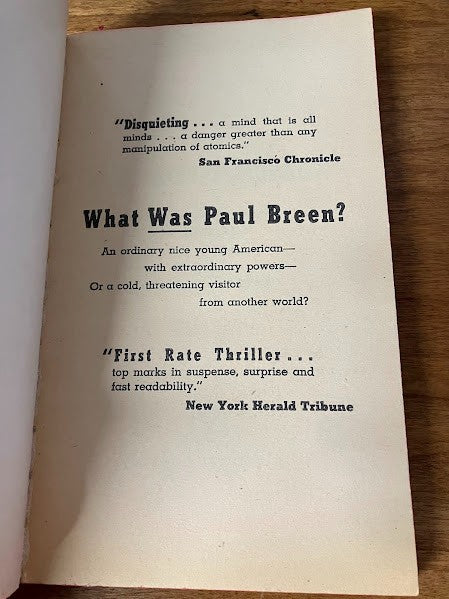 "Disquieting . . . a mind that is all
minds . . . a danger greater than any
manipulation of atomics."
San Francisco Chronicle
What Was Paul Breen?
An ordinary nice young American—
with extraordinary powers—
Or a cold, threatening visitor
from another world?
"First Rate Thriller . . .
top marks in suspense, surprise and
fast readability."
New York Herald Tribune